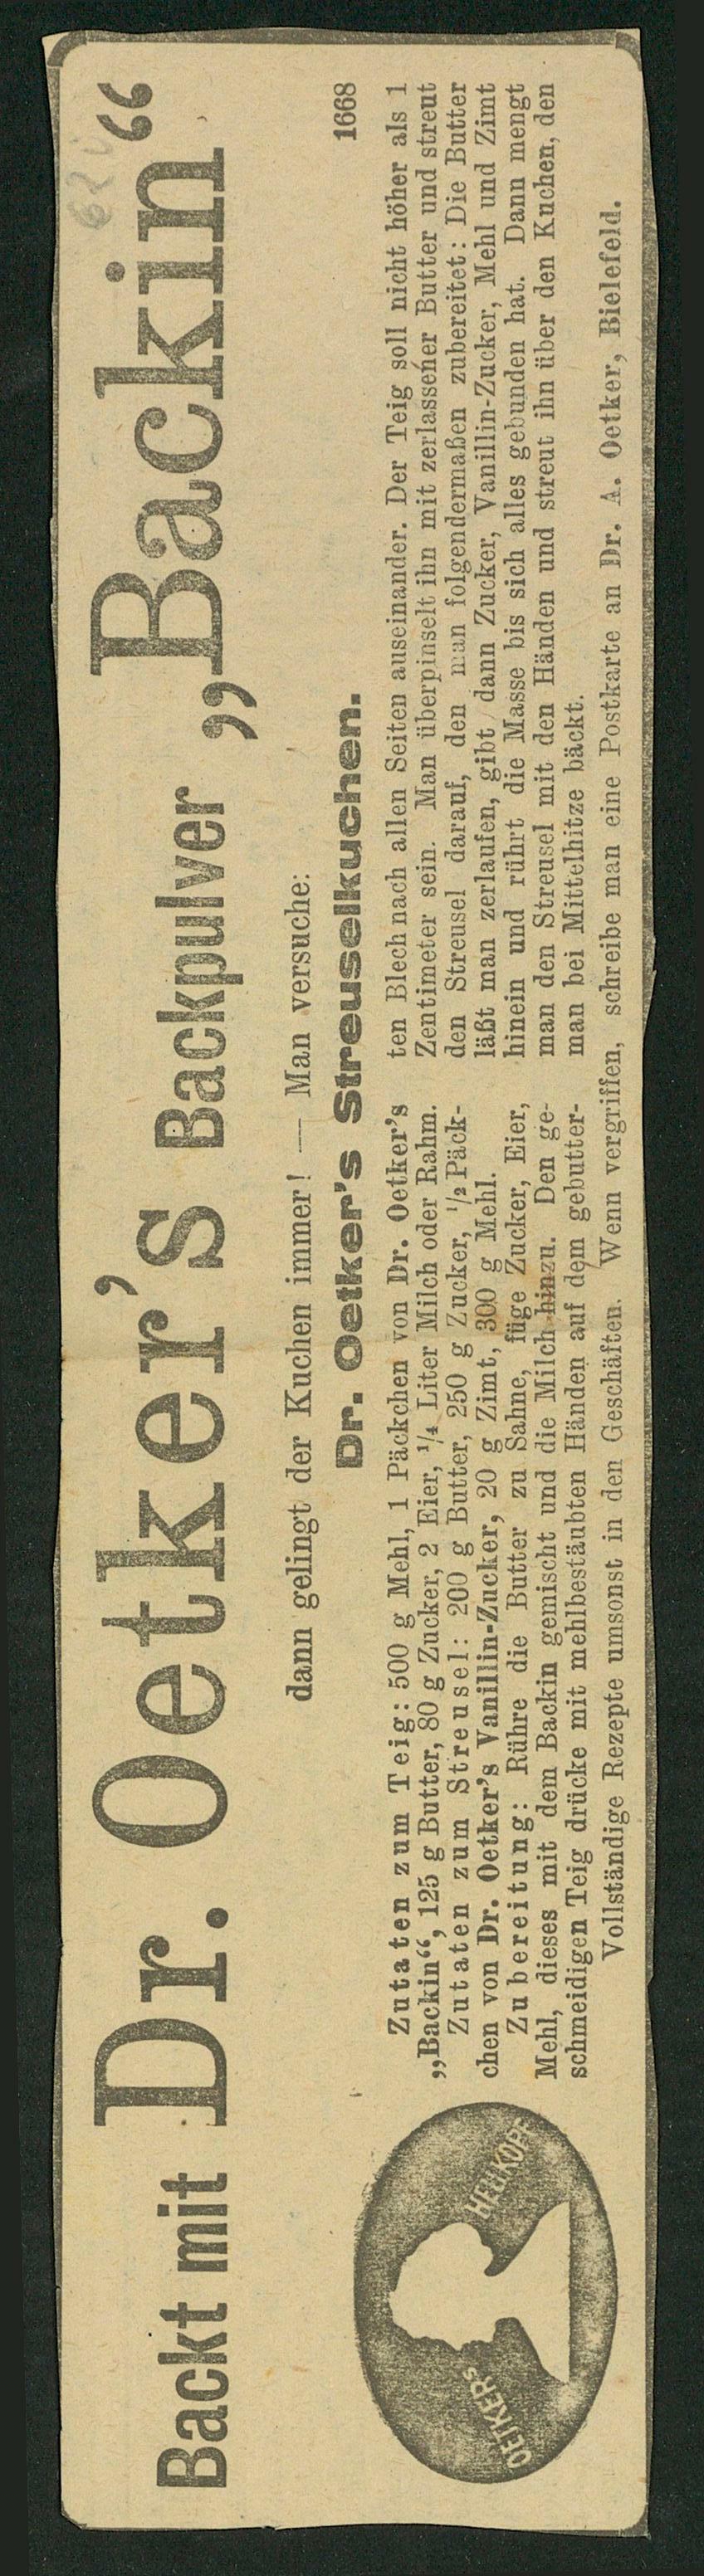 Backt mit Dr. Oetker's Backpulver „Backin“
dann gelingt der Kuchen immer! — Man versuche:
Dr. Oetker's Streuselkuchen.
1668
Zutaten zum Teig: 500 g Mehl, 1 Päckchen von Dr. Oetker's
„Backin“, 125 g Butter, 80 g Zucker, 2 Eier, 1/4 Liter Milch oder Rahm.
Zutaten zum Streusel: 200 g Butter, 250 g Zucker, 1/2 Päck-
chen von Dr. Oetker's Vanillin-Zucker, 20 g Zimt, 300 g Mehl.
Zubereitung: Rühre die Butter zu Sahne, füge Zucker, Eier,
Mehl, dieses mit dem Backin gemischt und die Milch hinzu. Den ge-
schmeidigen Teig drücke mit mehlbestäubten Händen auf dem gebutter-
ten Blech nach allen Seiten auseinander. Der Teig soll nicht höher als 1
Zentimeter sein. Man überpinselt ihn mit zerlassener Butter und streut
den Streusel darauf, den man folgendermaßen zubereitet: Die Butter
läßt man zerlaufen, gibt dann Zucker, Vanillin-Zucker, Mehl und Zimt
hinein und rührt die Masse bis sich alles gebunden hat. Dann mengt
man den Streusel mit den Händen und streut ihn über den Kuchen, den
man bei Mittelhitze bäckt.
Vollständige Rezepte umsonst in den Geschäften. Wenn vergriffen, schreibe man eine Postkarte an Dr. A. Oetker, Bielefeld.
OETKERS HELLKOPF